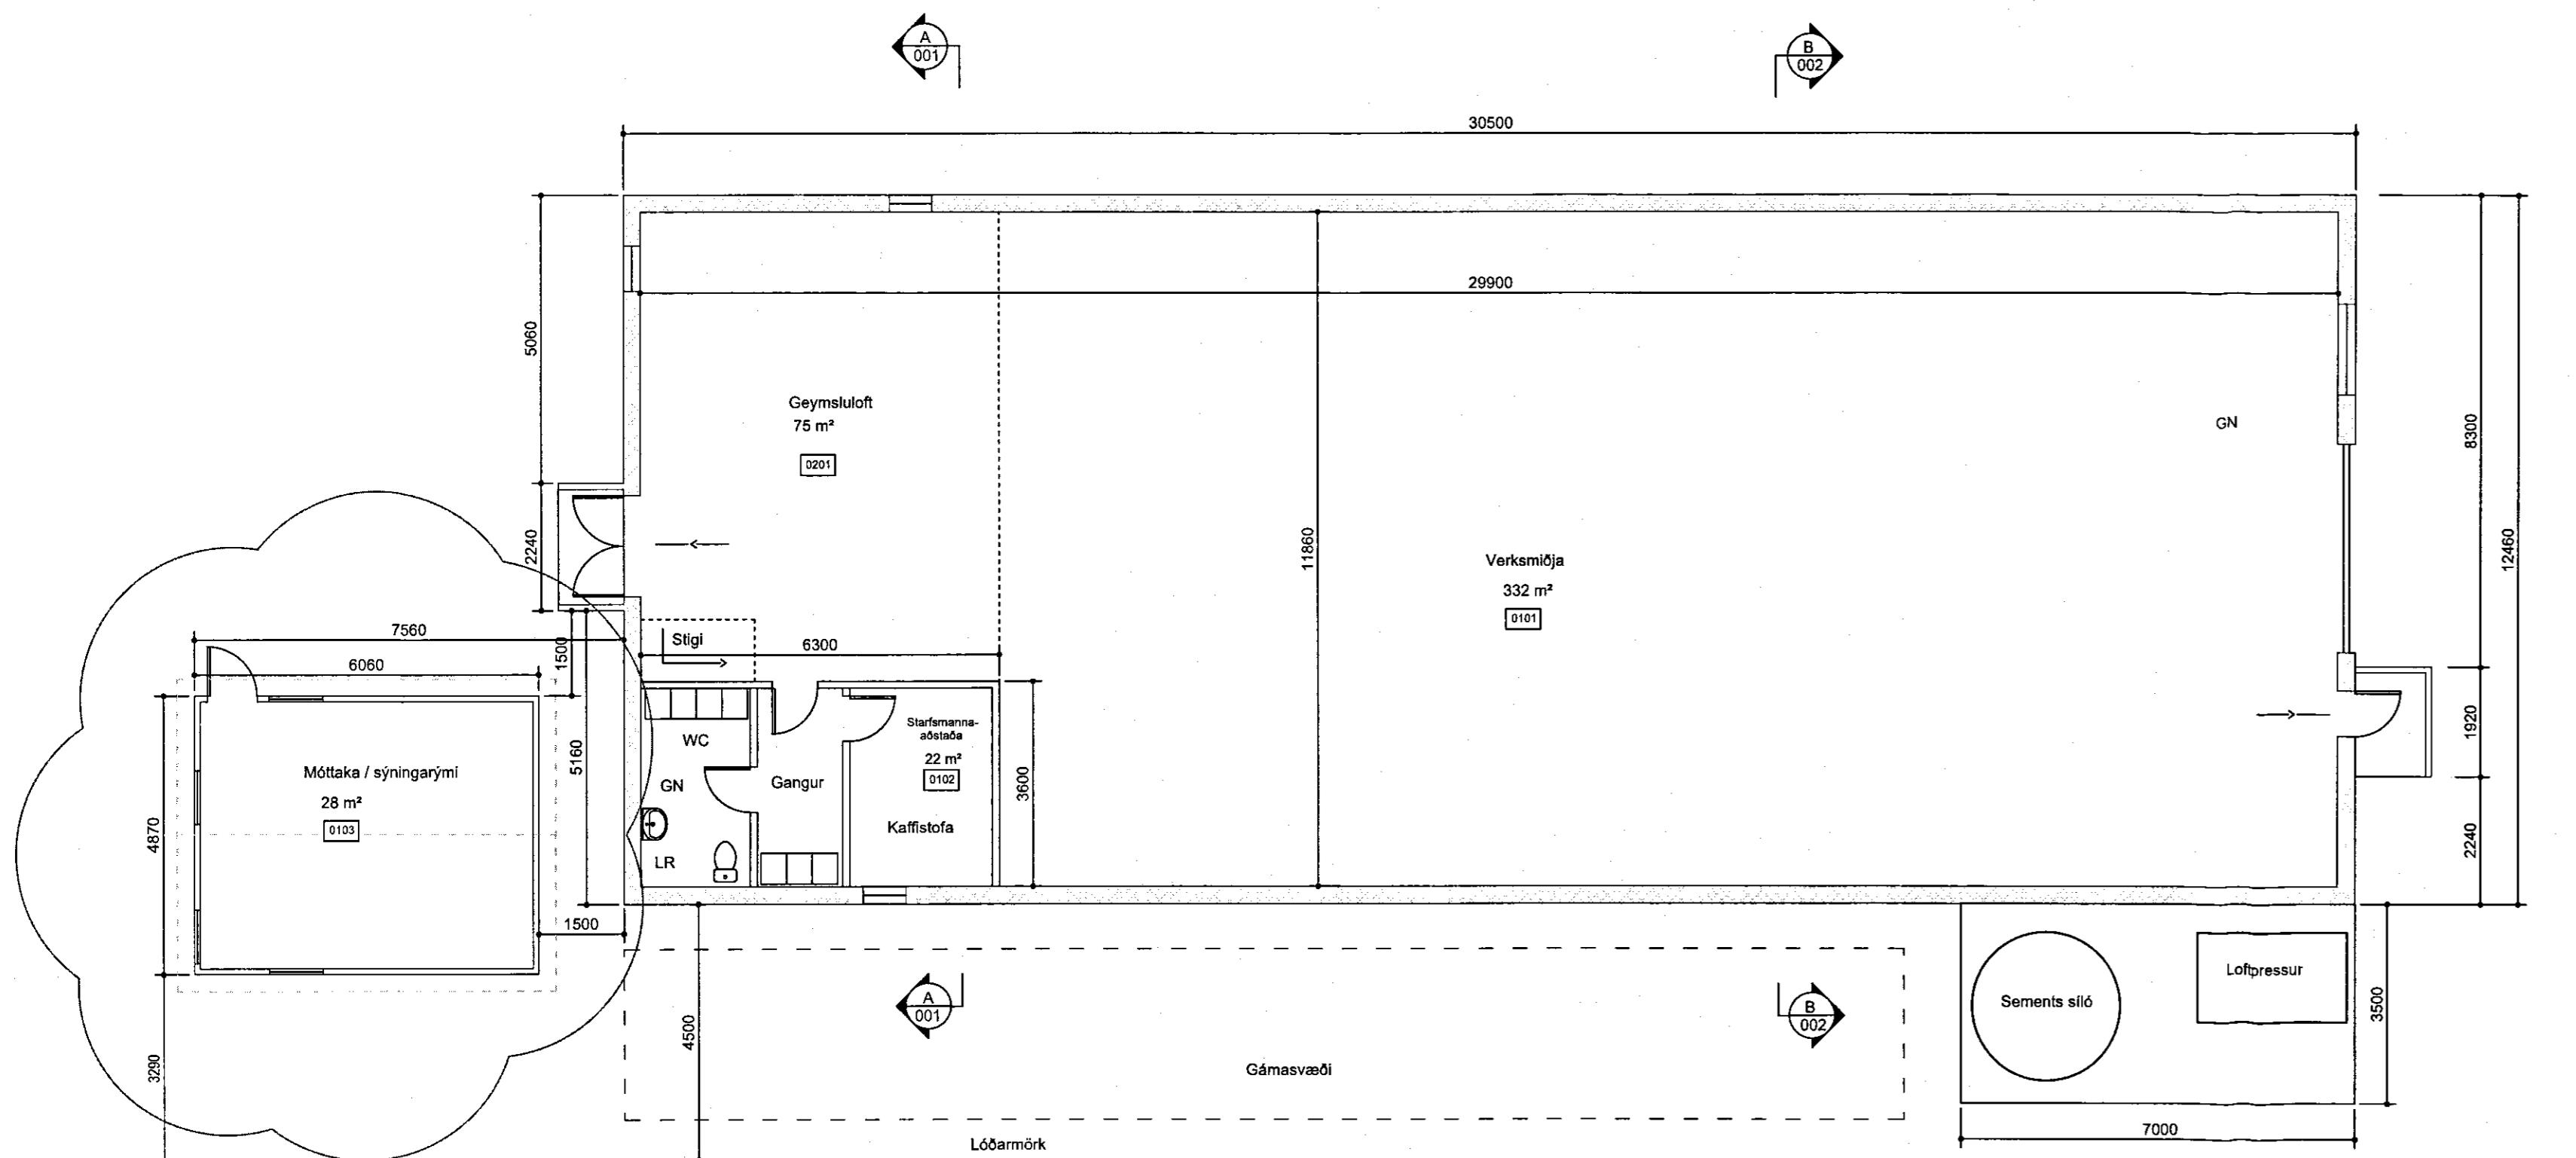 A
001
B
002
30500
29900
5060
Geymsluloft
75 m²
0201
GN
8300
12460
2240
11860
Verksmiðja
332 m²
0101
7560
1500
Stigi
6300
6060
WC
Starfsmanna-
aðstaða
22 m²
0102
1920
Móttaka / sýningarými
28 m²
0103
5160
GN
Gangur
3600
Kaffistofa
4870
LR
2240
1500
A
001
B
002
Sements síló
Loftpressur
3500
4500
3290
Gámasvæði
Lóðarmörk
7000